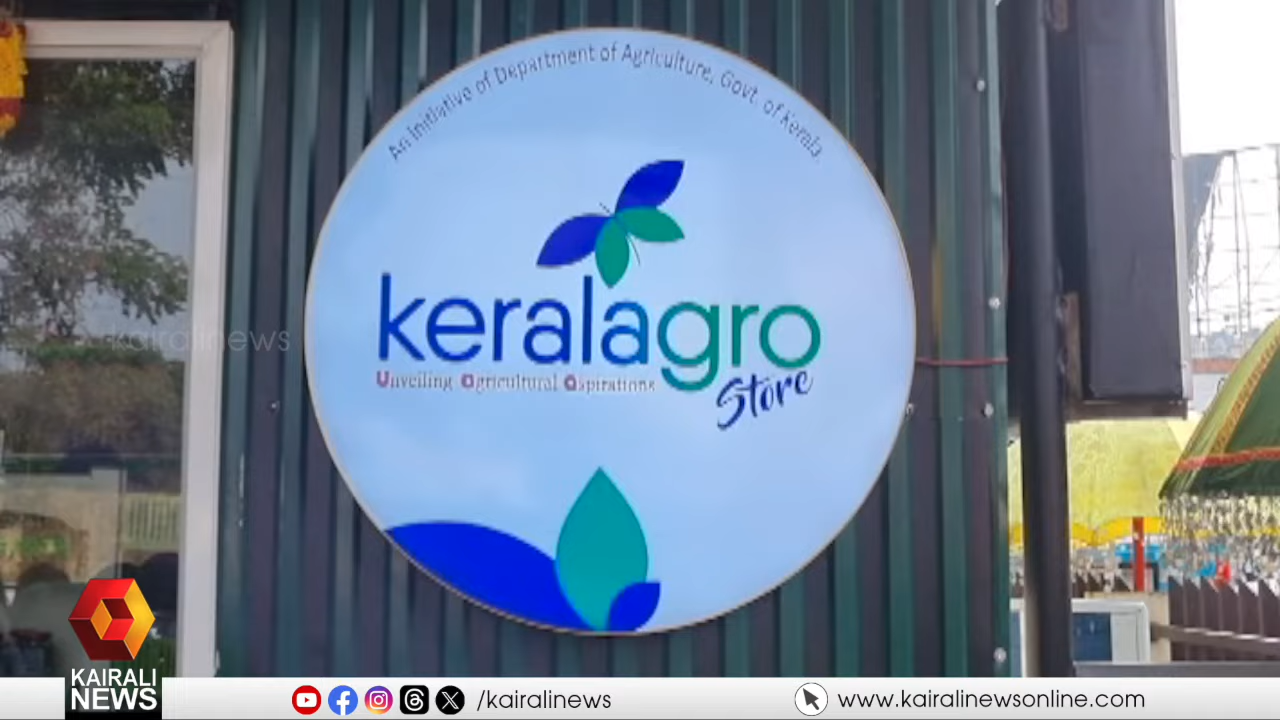 An Initiative of Department of Agriculture, Govt. of Kerala.
keralagro
Unveiling agricultural aspirations
Store
kairalinews
KAIRALI
NEWS
/kairalinews
www.kairalinewsonline.com